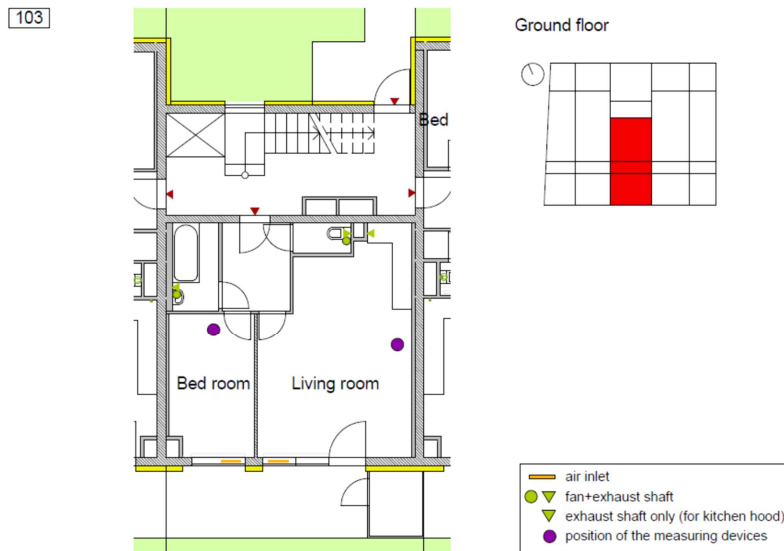 103
Ground floor
Bed
Bed room
Living room
air inlet
fan+exhaust shaft
exhaust shaft only (for kitchen hood)
position of the measuring devices